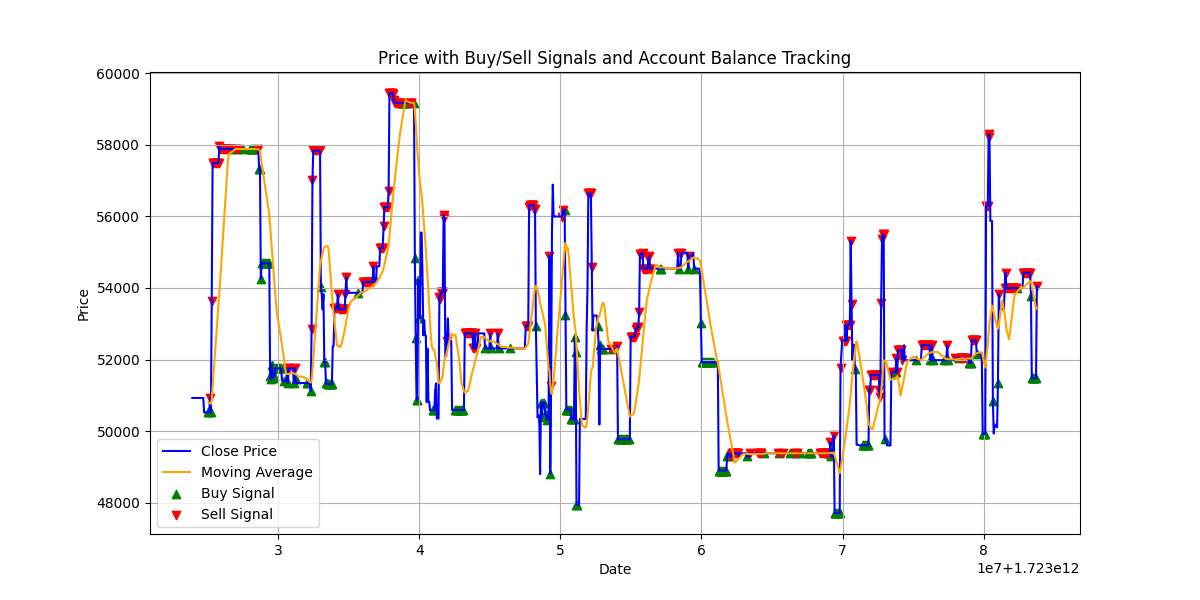 Price with Buy/Sell Signals and Account Balance Tracking
60000
58000
56000
54000
52000
50000
48000
Price
Close Price
Moving Average
Buy Signal
Sell Signal
3 4 5 6 7 8
Date
1e7+1.723e12